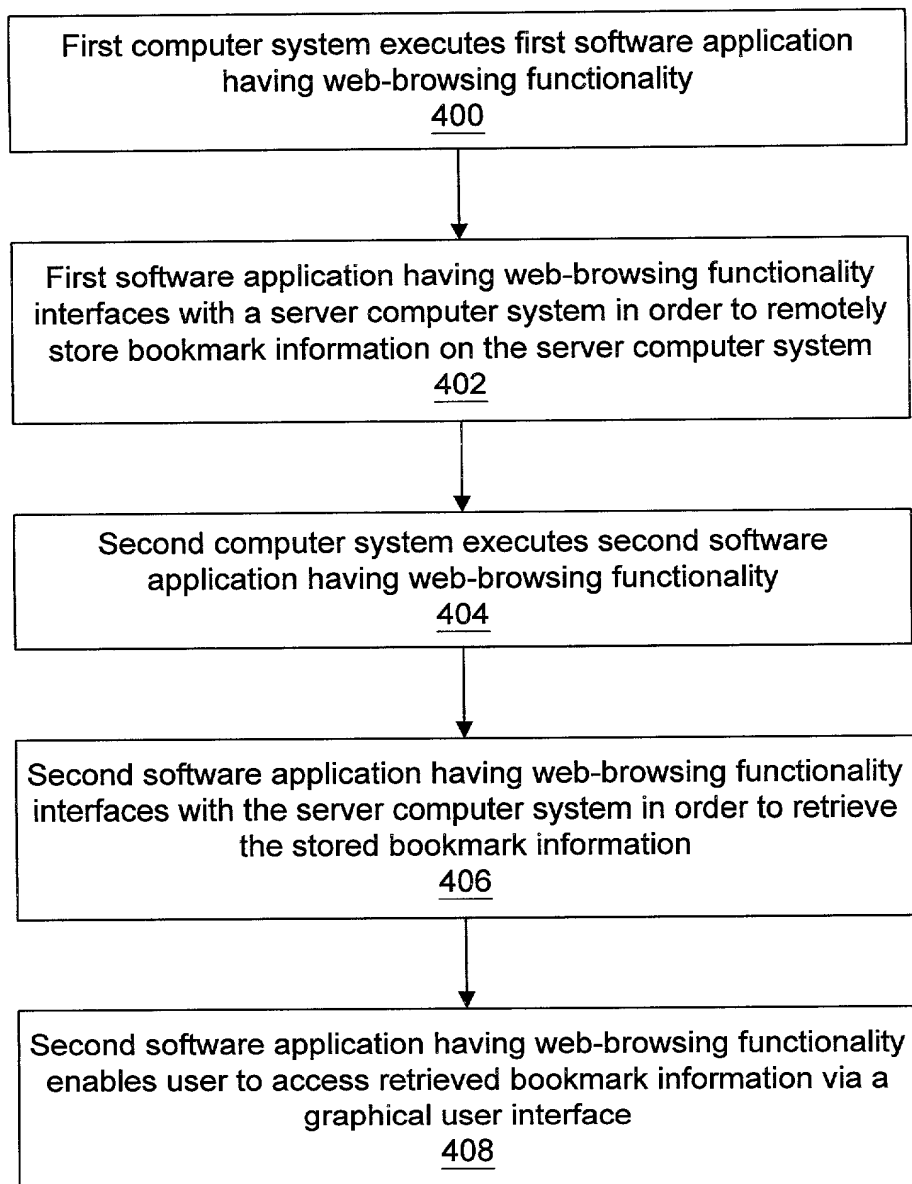 First computer system executes first software application
having web-browsing functionality
400
First software application having web-browsing functionality
interfaces with a server computer system in order to remotely
store bookmark information on the server computer system
402
Second computer system executes second software
application having web-browsing functionality
404
Second software application having web-browsing functionality
interfaces with the server computer system in order to retrieve
the stored bookmark information
406
Second software application having web-browsing functionality
enables user to access retrieved bookmark information via a
graphical user interface
408